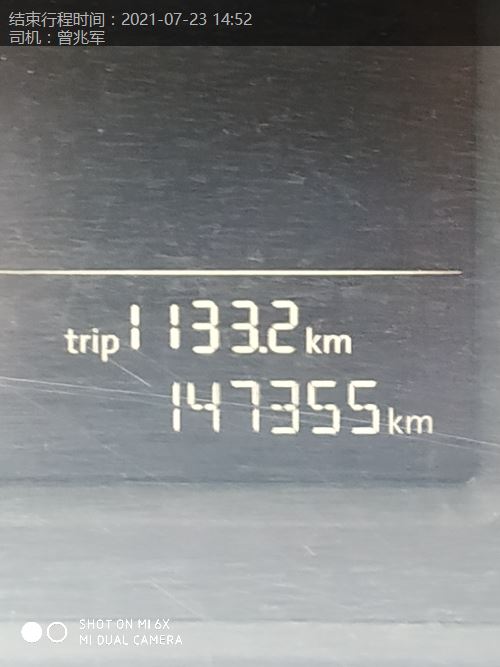 结束行程时间：2021-07-23 14:52
司机：曾兆军
trip 1133.2 km
147355 km
SHOT ON MI 6X
MI DUAL CAMERA